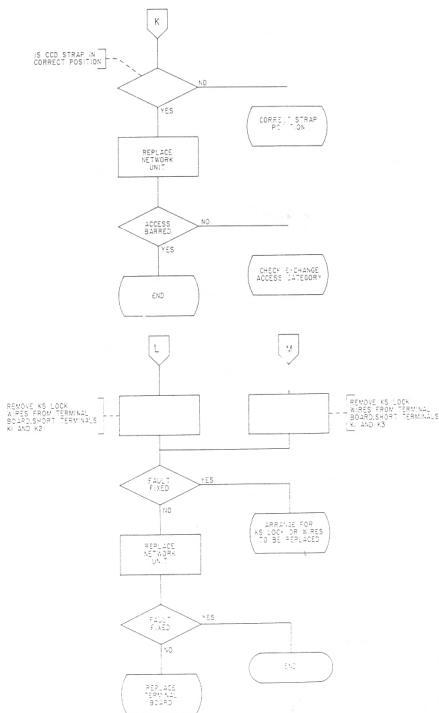 K
IS CCD STRAP IN
CORRECT POSITION
NO
YES
CORRECT STRAP
POSITION
REPLACE
NETWORK
UNIT
ACCESS
BARRED
NO
YES
END
CHECK EXCHANGE
ACCESS CATEGORY
L
M
REMOVE KS LOCK
WIRES FROM TERMINAL
BOARD.SHORT TERMINALS
K1 AND K2
REMOVE KS LOCK
WIRES FROM TERMINAL
BOARD.SHORT TERMINALS
K1 AND K3
FAULT
FIXED
YES
NO
ARRANGE FOR
KS LOCK OR WIRES
TO BE REPLACED
REPLACE
NETWORK
UNIT
FAULT
FIXED
YES
NO
END
REPLACE
TERMINAL
BOARD